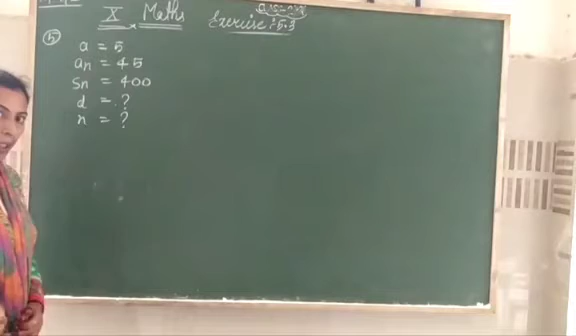 X Maths
Exercise :5.3
5
a = 5
an = 45
Sn = 400
d = ?
n = ?